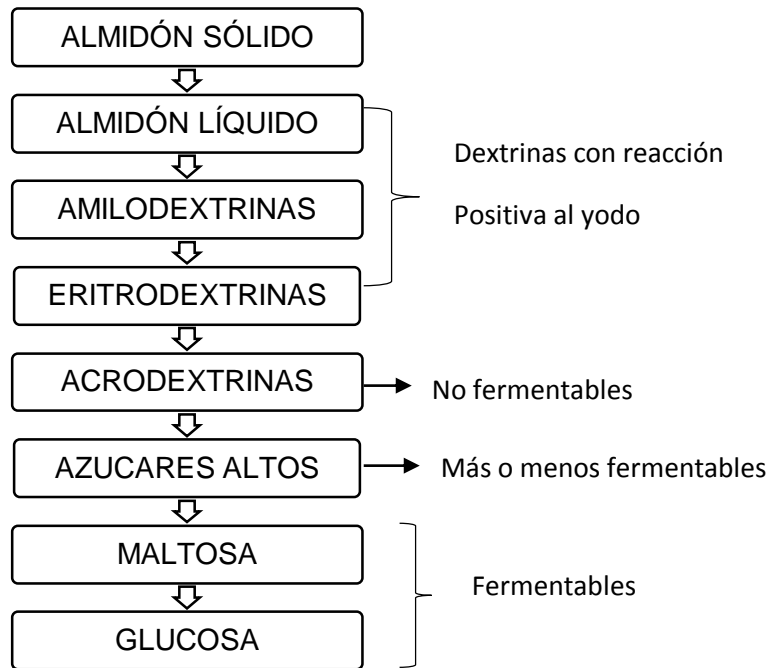 ALMIDÓN SÓLIDO
ALMIDÓN LÍQUIDO
Dextrinas con reacción
AMILODEXTRINAS
Positiva al yodo
ERITRODEXTRINAS
ACRODEXTRINAS
No fermentables
AZUCARES ALTOS
Más o menos fermentables
MALTOSA
Fermentables
GLUCOSA